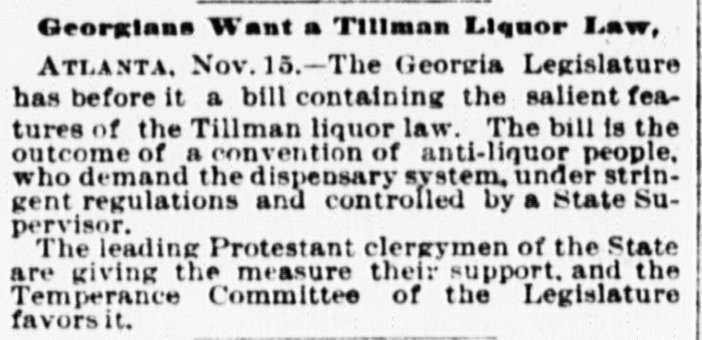 Georgians Want a Tillman Liquor Law,
ATLANTA, Nov. 15.—The Georgia Legislature
has before it a bill containing the salient fea-
tures of the Tillman liquor law. The bill is the
outcome of a convention of anti-liquor people,
who demand the dispensary system, under strin-
gent regulations and controlled by a State Su-
pervisor.
The leading Protestant clergymen of the State
are giving the measure their support, and the
Temperance Committee of the Legislature
favors it.